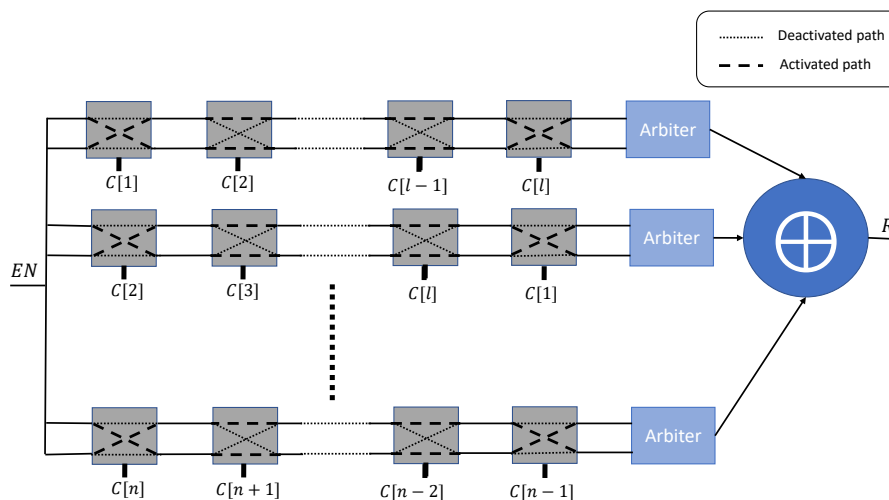 Deactivated path
Activated path
Arbiter
C[1] C[2] C[l − 1] C[l]
Arbiter
R
EN
C[2] C[3] C[l] C[1]
Arbiter
C[n] C[n + 1] C[n − 2] C[n − 1]